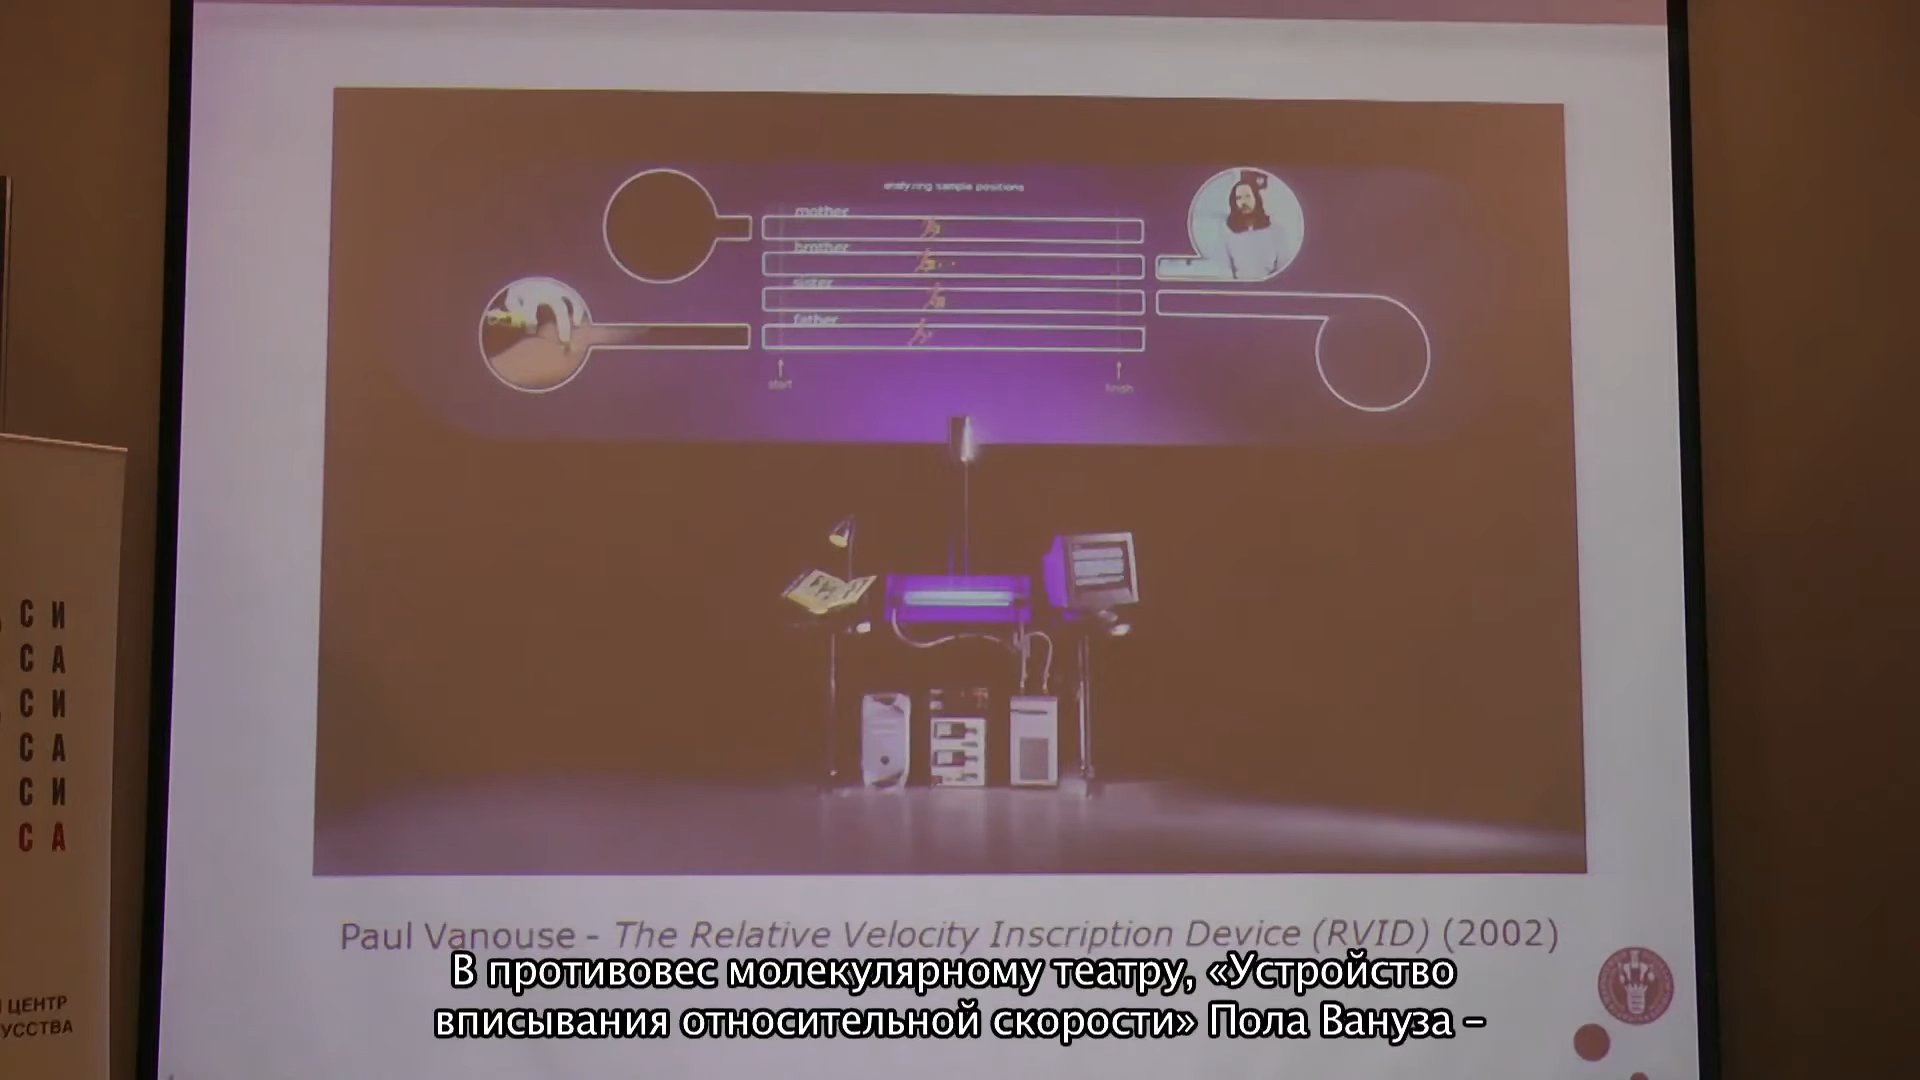 analyzing sample positions
mother
brother
sister
father
start
finish
С И
С А
С И
С А
С И
С А
ЦЕНТР
УССТВА
Paul Vanouse - The Relative Velocity Inscription Device (RVID) (2002)
В противовес молекулярному театру, «Устройство
вписывания относительной скорости» Пола Вануза –